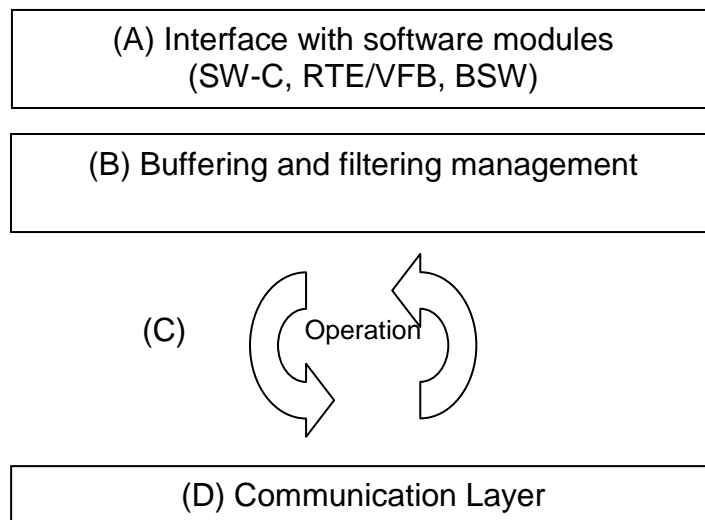 (A) Interface with software modules
(SW-C, RTE/VFB, BSW)
(B) Buffering and filtering management
(C)
Operation
(D) Communication Layer